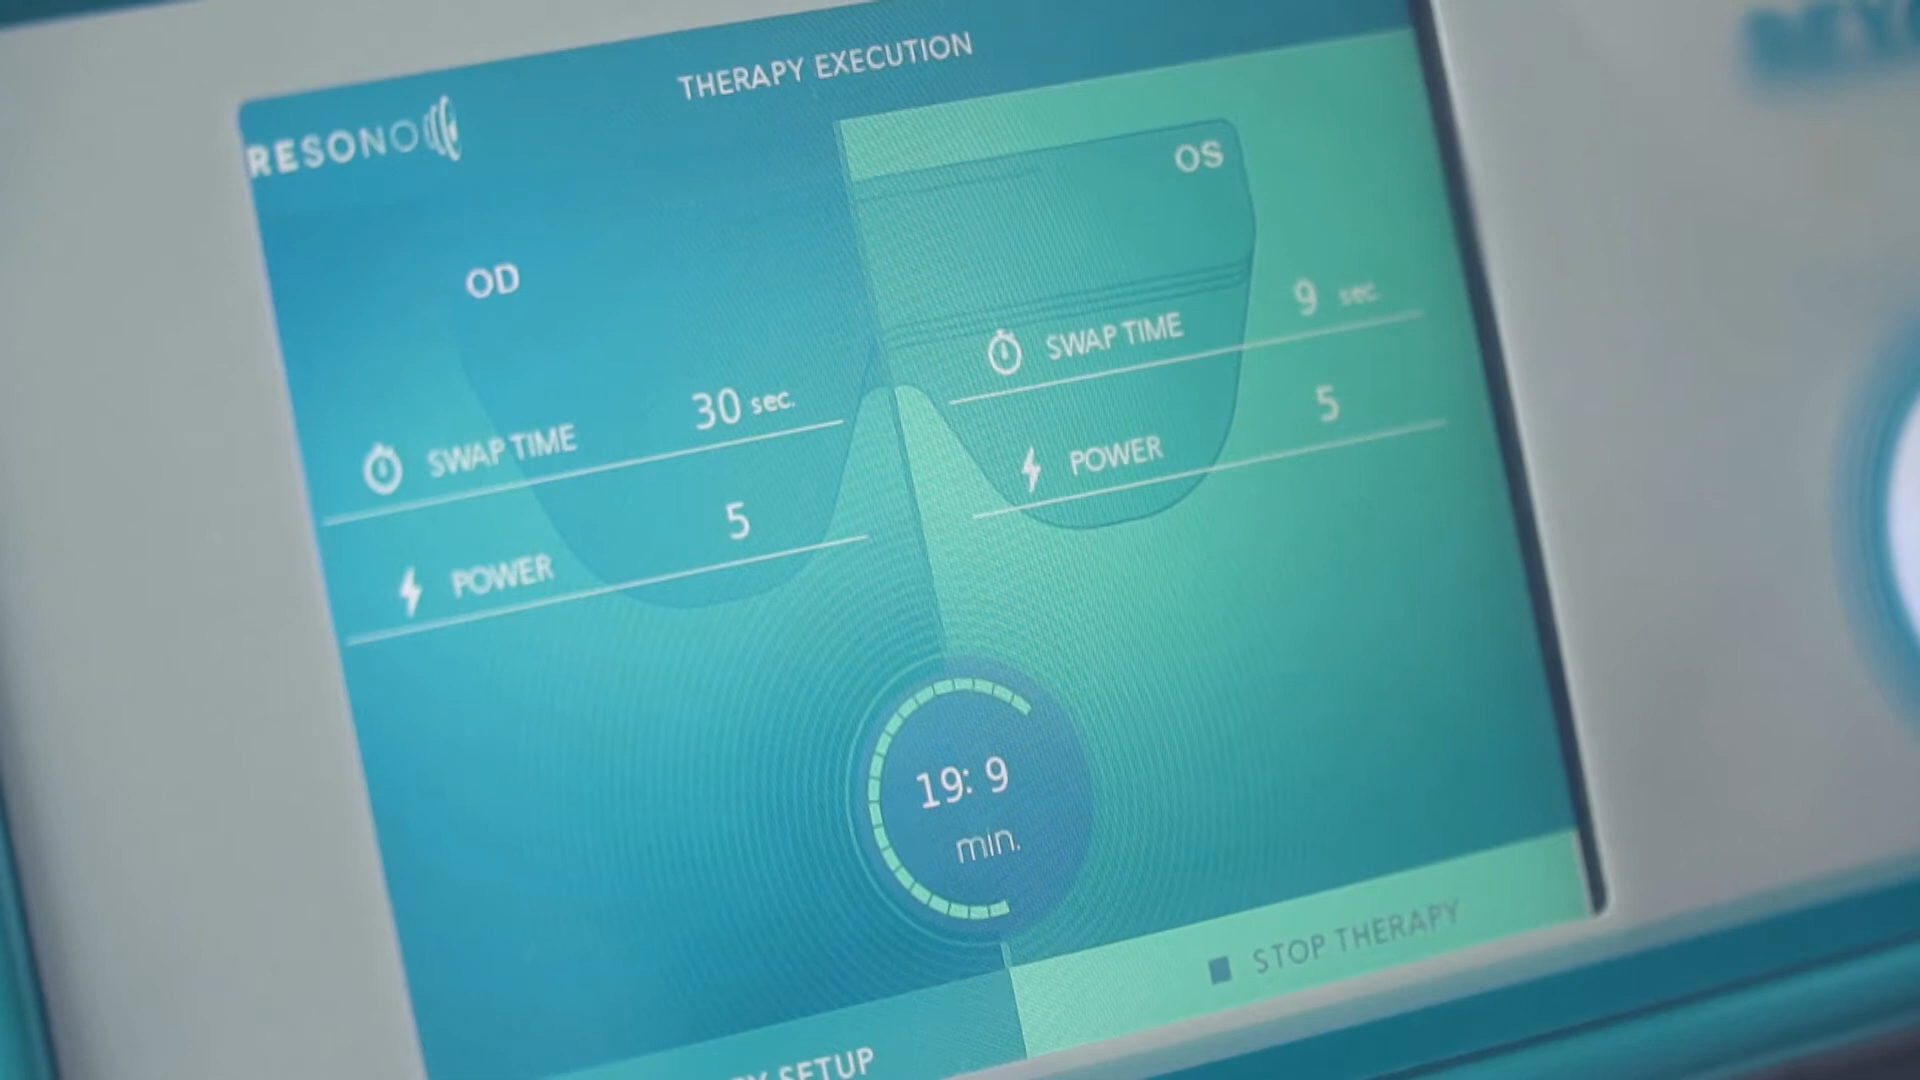 THERAPY EXECUTION
RESONO
OD
SWAP TIME 30 sec.
POWER 5
OS
SWAP TIME 9 sec.
POWER 5
19: 9
min.
SETUP
STOP THERAPY